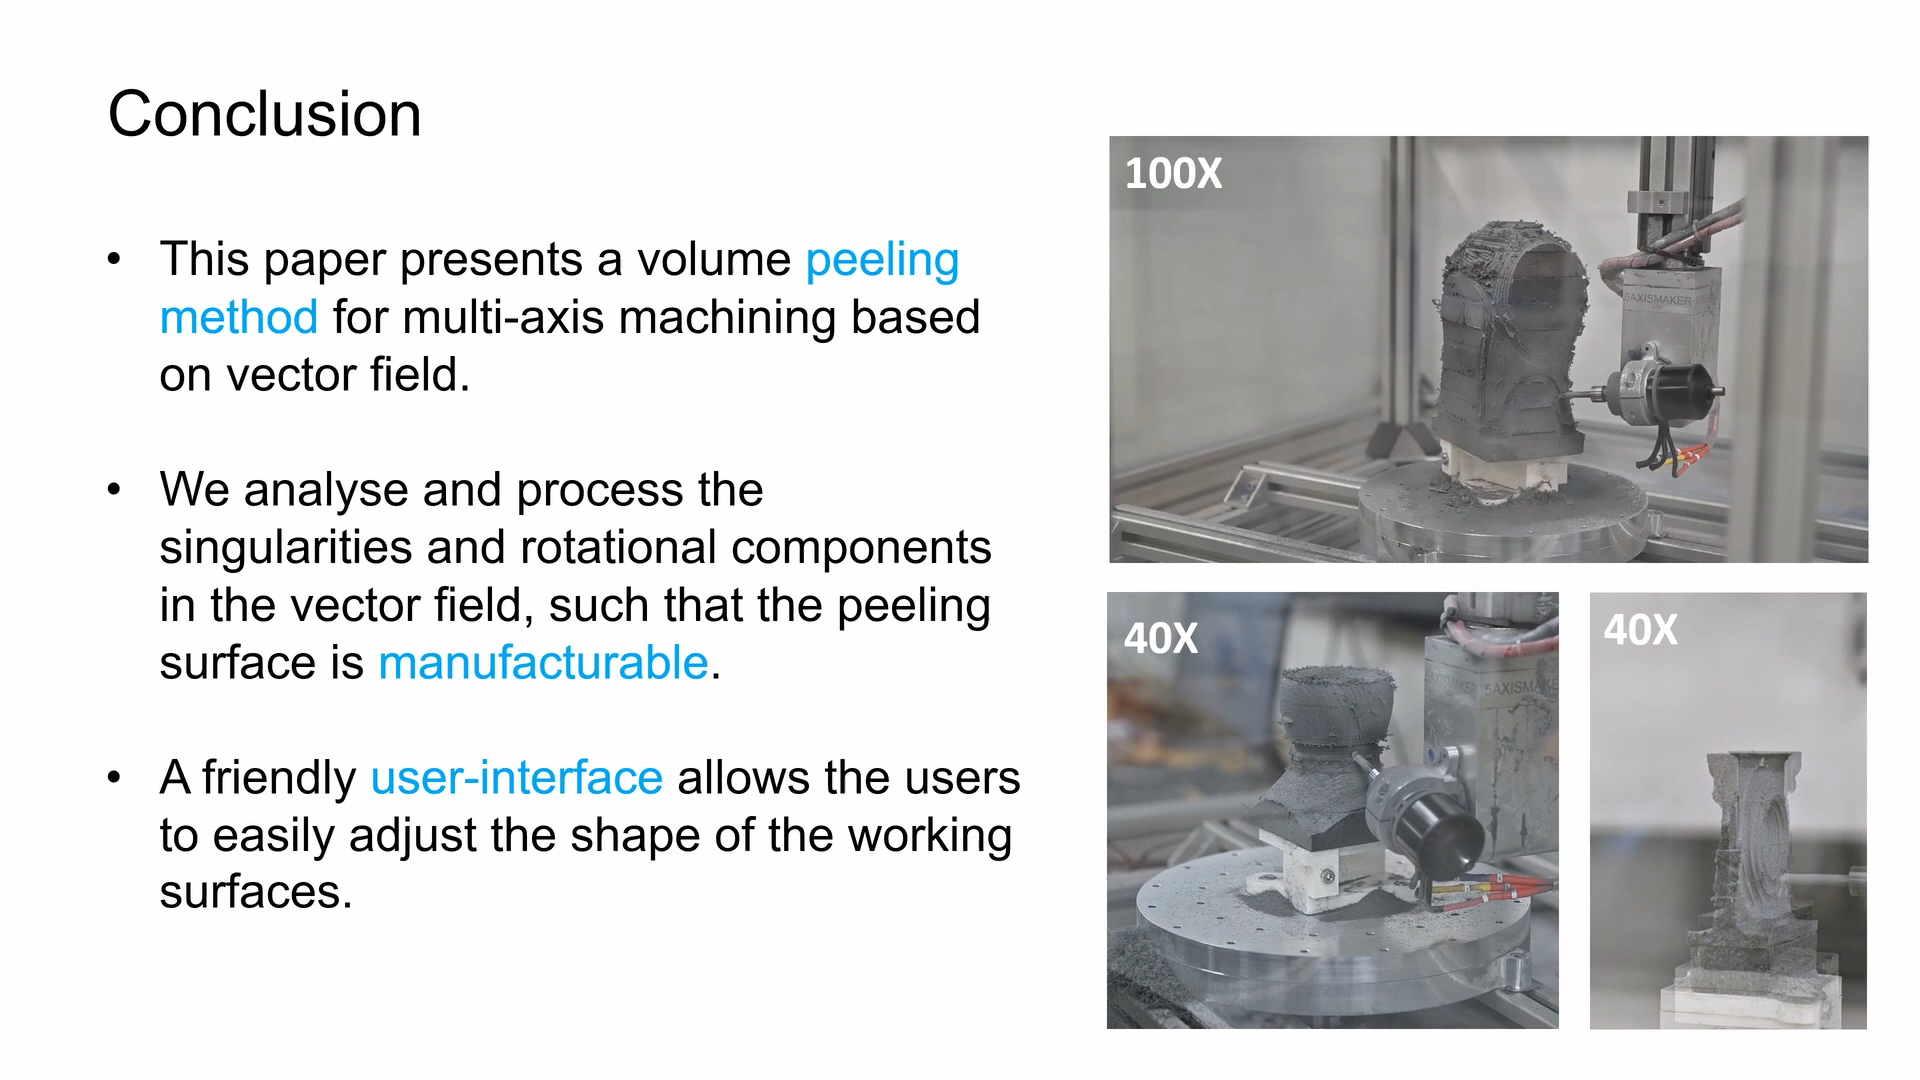 Conclusion
• This paper presents a volume peeling
method for multi-axis machining based
on vector field.
• We analyse and process the
singularities and rotational components
in the vector field, such that the peeling
surface is manufacturable.
• A friendly user-interface allows the users
to easily adjust the shape of the working
surfaces.
100X
5AXISMAKER
40X
5AXISMAKE
40X